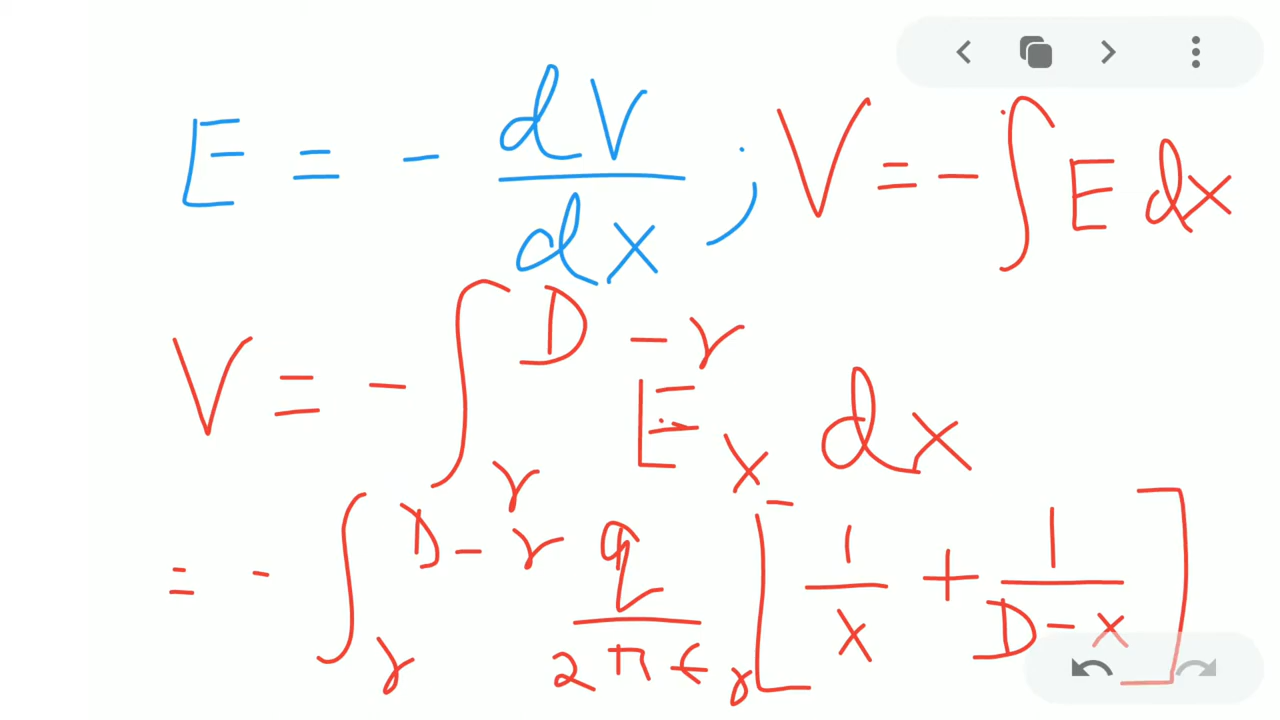 E = - dV/dx ; V = - ∫ E dx
V = - ∫_r^{D - r} E_x dx
= - ∫_r^{D - r} q/(2πϵ_r) [1/x + 1/(D - x)]